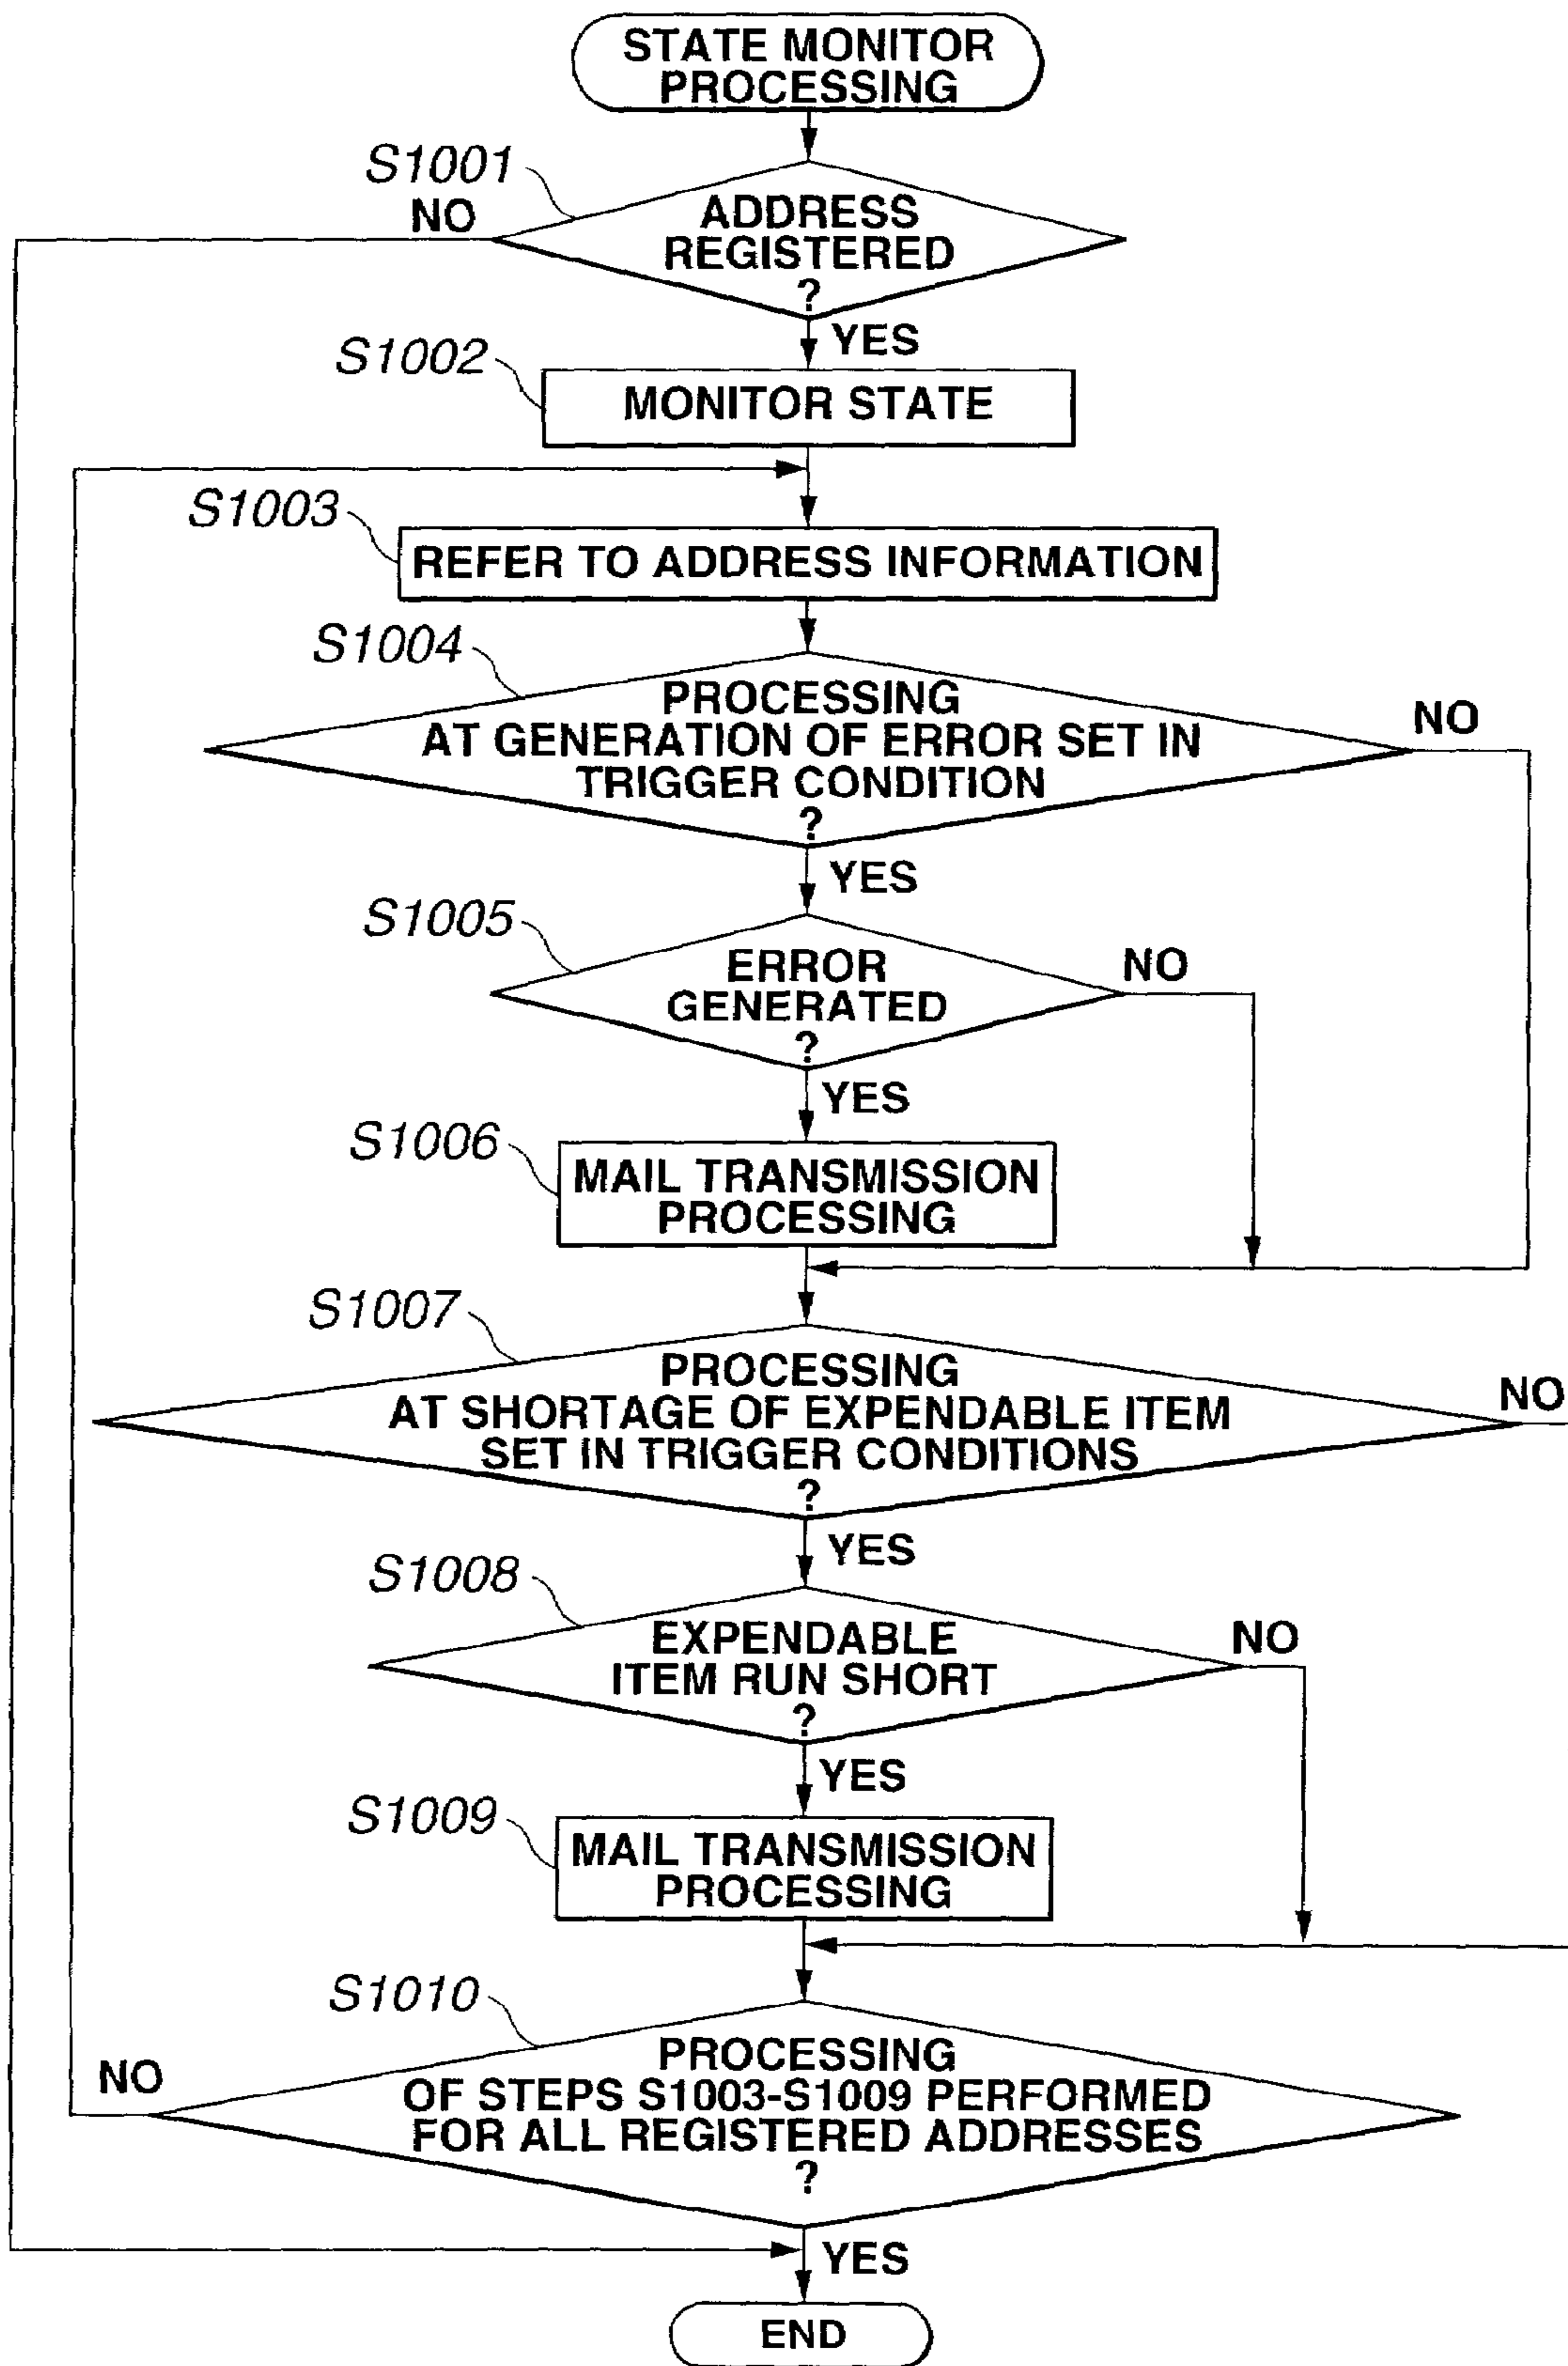 STATE MONITOR
PROCESSING
S1001
NO
ADDRESS
REGISTERED
?
YES
S1002
MONITOR STATE
S1003
REFER TO ADDRESS INFORMATION
S1004
PROCESSING
AT GENERATION OF ERROR SET IN
TRIGGER CONDITION
?
NO
YES
S1005
ERROR
GENERATED
?
NO
YES
S1006
MAIL TRANSMISSION
PROCESSING
S1007
PROCESSING
AT SHORTAGE OF EXPENDABLE ITEM
SET IN TRIGGER CONDITIONS
?
NO
YES
S1008
EXPENDABLE
ITEM RUN SHORT
?
NO
YES
S1009
MAIL TRANSMISSION
PROCESSING
S1010
NO
PROCESSING
OF STEPS S1003-S1009 PERFORMED
FOR ALL REGISTERED ADDRESSES
?
YES
END